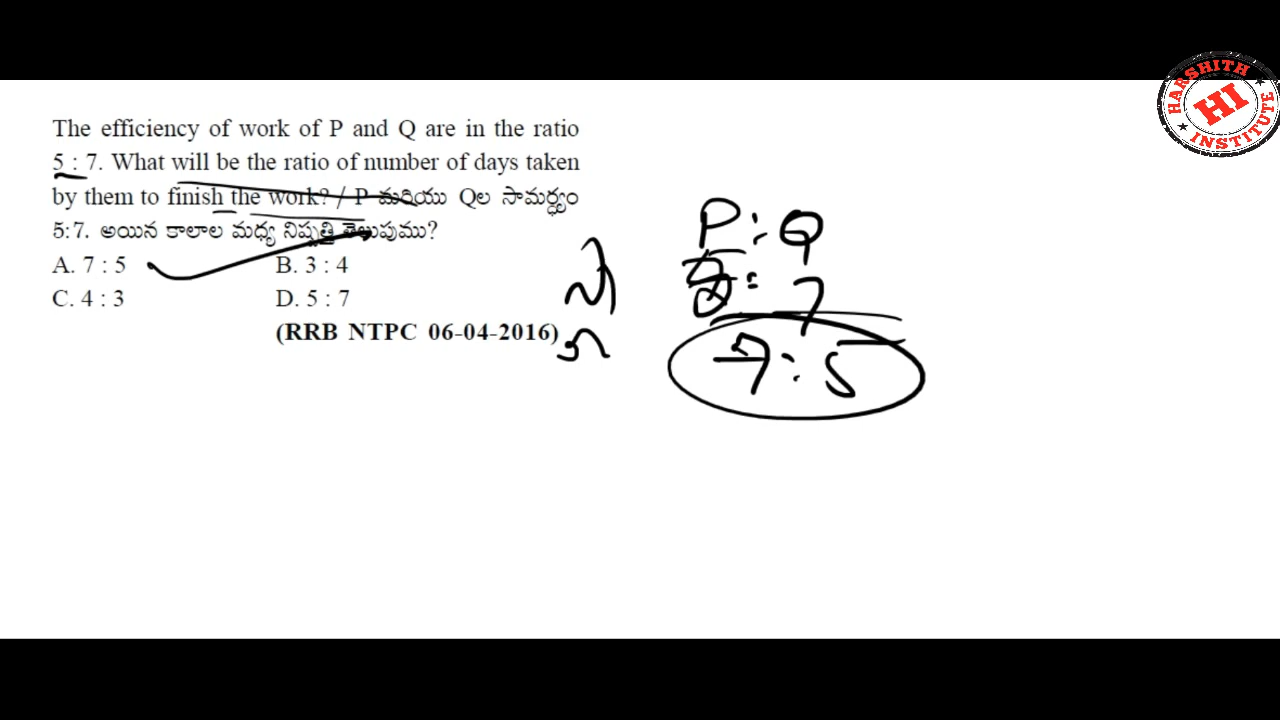 The efficiency of work of P and Q are in the ratio
5 : 7. What will be the ratio of number of days taken
by them to finish the work? / P మరియు Qల సామర్థ్యం
5:7. అయిన కాలాల మధ్య నిష్పత్తి తెలుపుము?
A. 7 : 5 B. 3 : 4
C. 4 : 3 D. 5 : 7
(RRB NTPC 06-04-2016)
P : Q
: 7
7 : 5
HARSHITH
HI
INSTITUTE